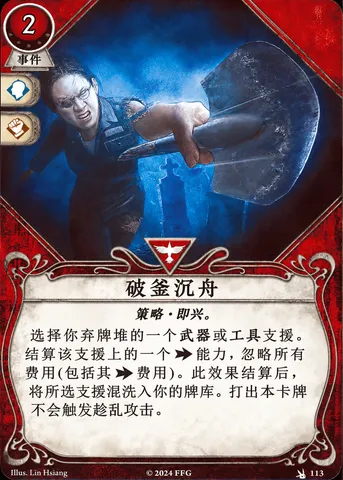 2
事件
破釜沉舟
策略·即兴。
选择你弃牌堆的一个武器或工具支援。
结算该支援上的一个能力，忽略所有
费用(包括其费用)。此效果结算后，
将所选支援混洗入你的牌库。打出本卡牌
不会触发趁乱攻击。
Illus. Lin Hsiang
© 2024 FFG
113